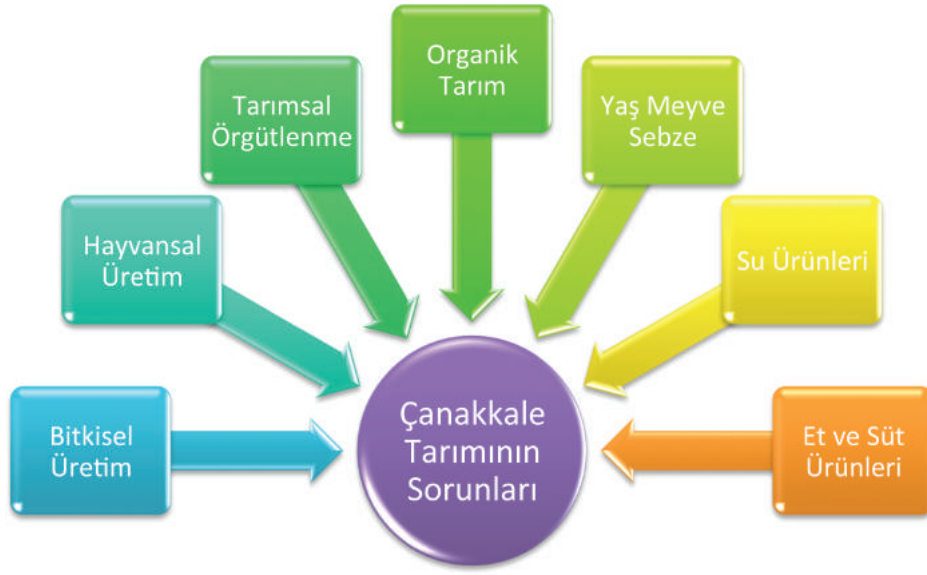 Organik
Tarım
Tarımsal
Örgütlenme
Yaş Meyve
Sebze
Hayvansal
Üretim
Su Ürünleri
Bitkisel
Üretim
Çanakkale
Tarımının
Sorunları
Et ve Süt
Ürünleri